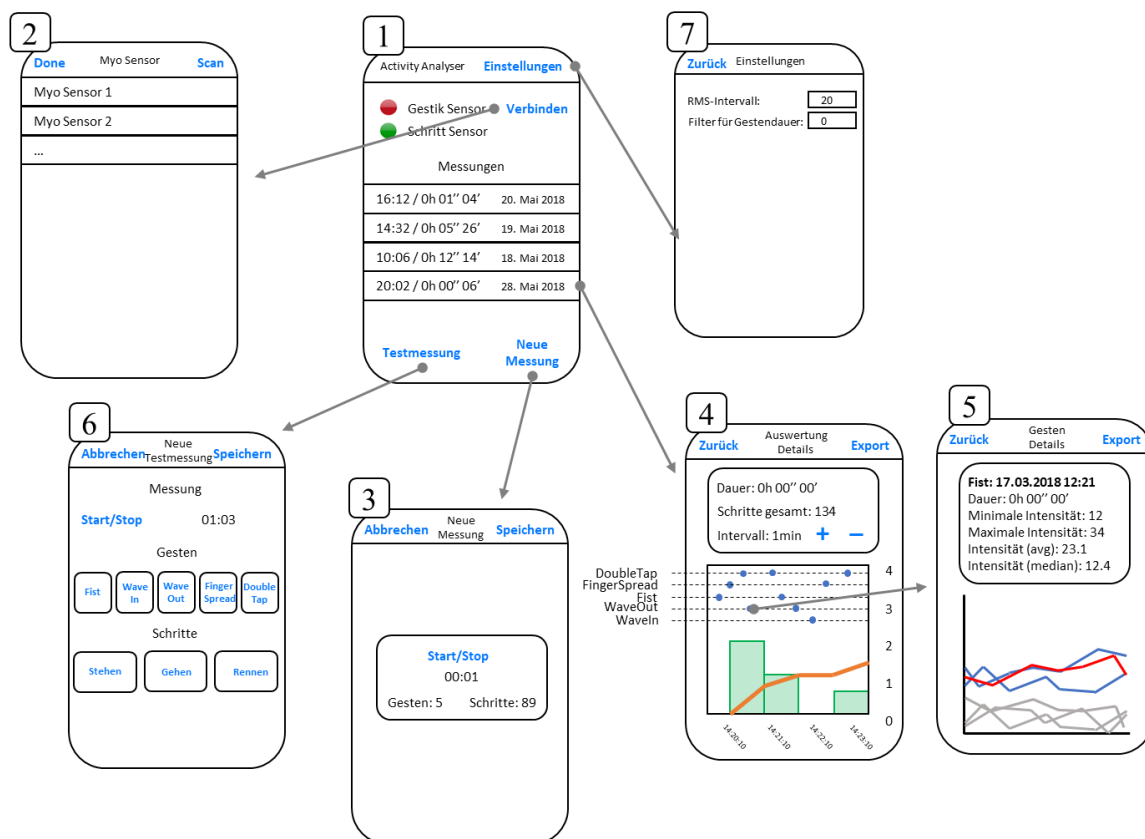 2
Done Myo Sensor Scan
Myo Sensor 1
Myo Sensor 2
...
1
Activity Analyser Einstellungen
Gestik Sensor Verbinden
Schritt Sensor
Messungen
16:12 / 0h 01'' 04' 20. Mai 2018
14:32 / 0h 05'' 26' 19. Mai 2018
10:06 / 0h 12'' 14' 18. Mai 2018
20:02 / 0h 00'' 06' 28. Mai 2018
Testmessung
Neue
Messung
7
Zurück Einstellungen
RMS-Intervall: 20
Filter für Gestendauer: 0
6
Abbrechen Neue Speichern
Testmessung
Messung
Start/Stop 01:03
Gesten
Fist
Wave
In
Wave
Out
Finger
Spread
Double
Tap
Schritte
Stehen Gehen Rennen
3
Abbrechen Neue Speichern
Messung
Start/Stop
00:01
Gesten: 5 Schritte: 89
4
Zurück Auswertung Export
Details
Dauer: 0h 00'' 00'
Schritte gesamt: 134
Intervall: 1min + −
DoubleTap
FingerSpread
Fist
WaveOut
WaveIn
4
3
2
1
0
14:20:10 14:21:10 14:22:10 14:23:10
5
Zurück Gesten Export
Details
Fist: 17.03.2018 12:21
Dauer: 0h 00'' 00'
Minimale Intensität: 12
Maximale Intensität: 34
Intensität (avg): 23.1
Intensität (median): 12.4